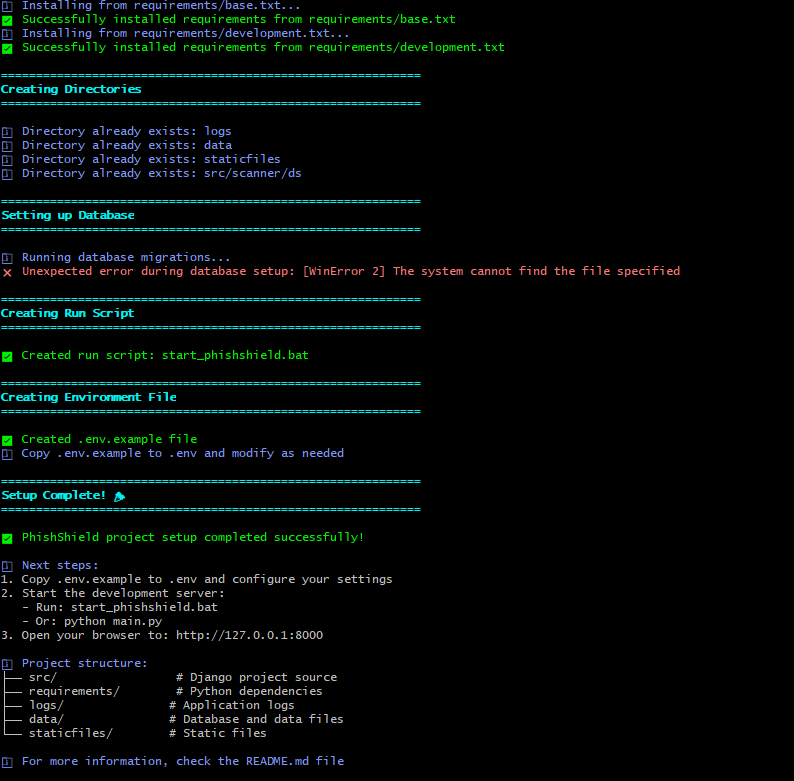 ℹ Installing from requirements/base.txt...
✅ Successfully installed requirements from requirements/base.txt
ℹ Installing from requirements/development.txt...
✅ Successfully installed requirements from requirements/development.txt
============================================================
Creating Directories
============================================================
ℹ Directory already exists: logs
ℹ Directory already exists: data
ℹ Directory already exists: staticfiles
ℹ Directory already exists: src/scanner/ds
============================================================
Setting up Database
============================================================
ℹ Running database migrations...
❌ Unexpected error during database setup: [WinError 2] The system cannot find the file specified
============================================================
Creating Run Script
============================================================
✅ Created run script: start_phishshield.bat
============================================================
Creating Environment File
============================================================
✅ Created .env.example file
ℹ Copy .env.example to .env and modify as needed
============================================================
Setup Complete! 🎉
============================================================
✅ PhishShield project setup completed successfully!
ℹ Next steps:
1. Copy .env.example to .env and configure your settings
2. Start the development server:
   - Run: start_phishshield.bat
   - Or: python main.py
3. Open your browser to: http://127.0.0.1:8000
ℹ Project structure:
├── src/                 # Django project source
├── requirements/        # Python dependencies
├── logs/               # Application logs
├── data/               # Database and data files
└── staticfiles/        # Static files
ℹ For more information, check the README.md file